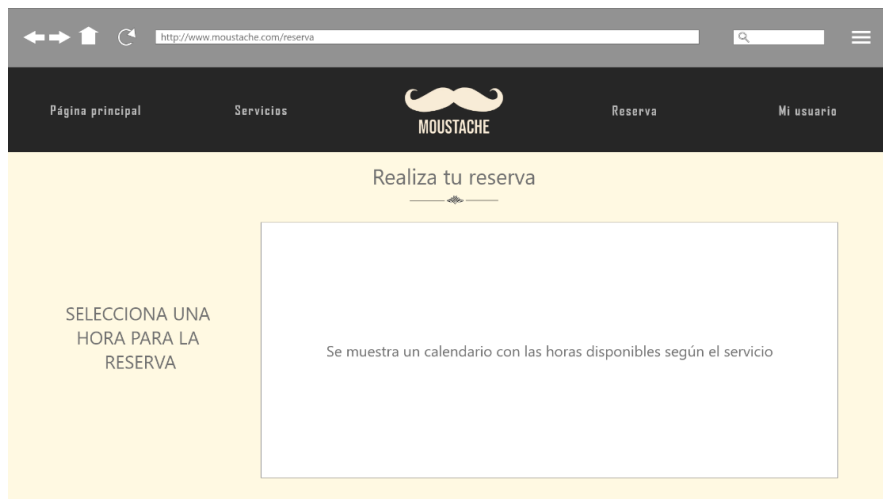 http://www.moustache.com/reserva
Página principal
Servicios
MOUSTACHE
Reserva
Mi usuario
Realiza tu reserva
SELECCIONA UNA
HORA PARA LA
RESERVA
Se muestra un calendario con las horas disponibles según el servicio